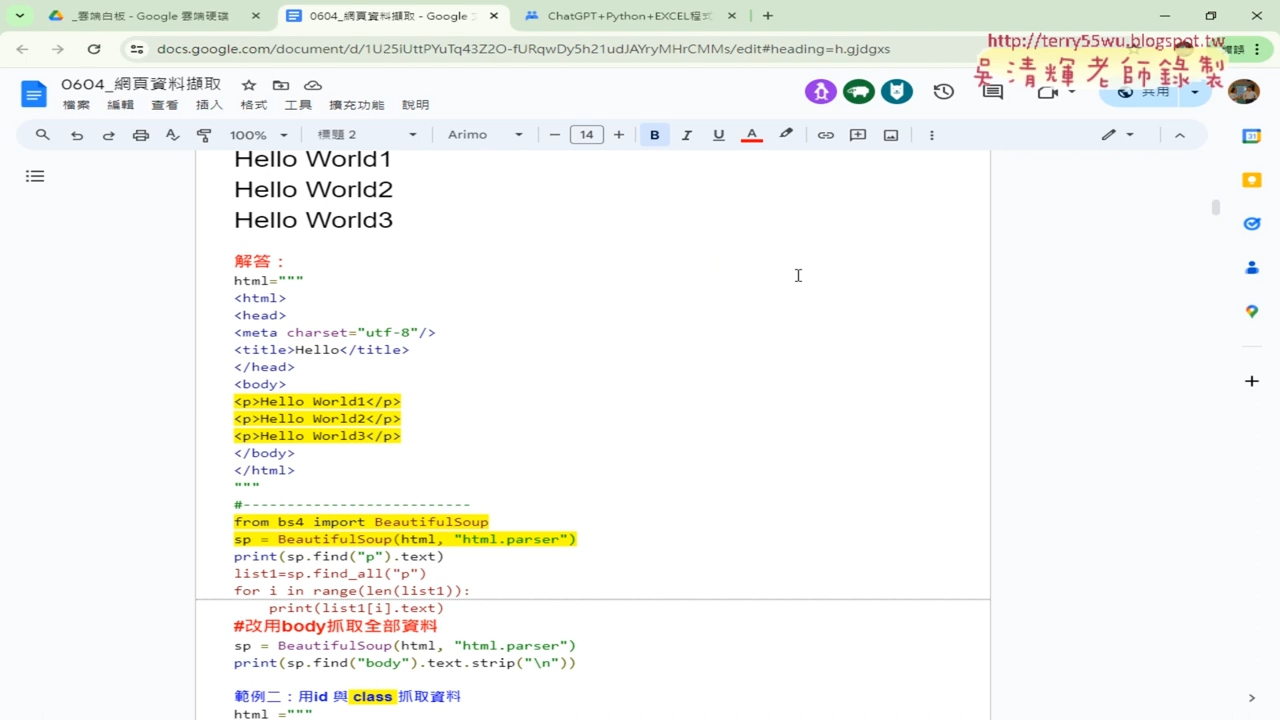 _雲端白板 - Google 雲端硬碟
0604_網頁資料擷取 - Google
ChatGPT+Python+EXCEL程式
docs.google.com/document/d/1U25iUttPYuTq43Z2O-fURqwDy5h21udJAYryMHrCMMs/edit#heading=h.gjdgxs
http://terry55wu.blogspot.tw
吳清輝老師錄製
0604_網頁資料擷取
共用
檔案 編輯 查看 插入 格式 工具 擴充功能 說明
100% 標題 2 Arimo 14 B I U A
Hello World1
Hello World2
Hello World3
解答：
html="""
<html>
<head>
<meta charset="utf-8"/>
<title>Hello</title>
</head>
<body>
<p>Hello World1</p>
<p>Hello World2</p>
<p>Hello World3</p>
</body>
</html>
"""
#--------------------------
from bs4 import BeautifulSoup
sp = BeautifulSoup(html, "html.parser")
print(sp.find("p").text)
list1=sp.find_all("p")
for i in range(len(list1)):
    print(list1[i].text)
#改用body抓取全部資料
sp = BeautifulSoup(html, "html.parser")
print(sp.find("body").text.strip("\n"))
範例二：用id 與 class 抓取資料
html ="""